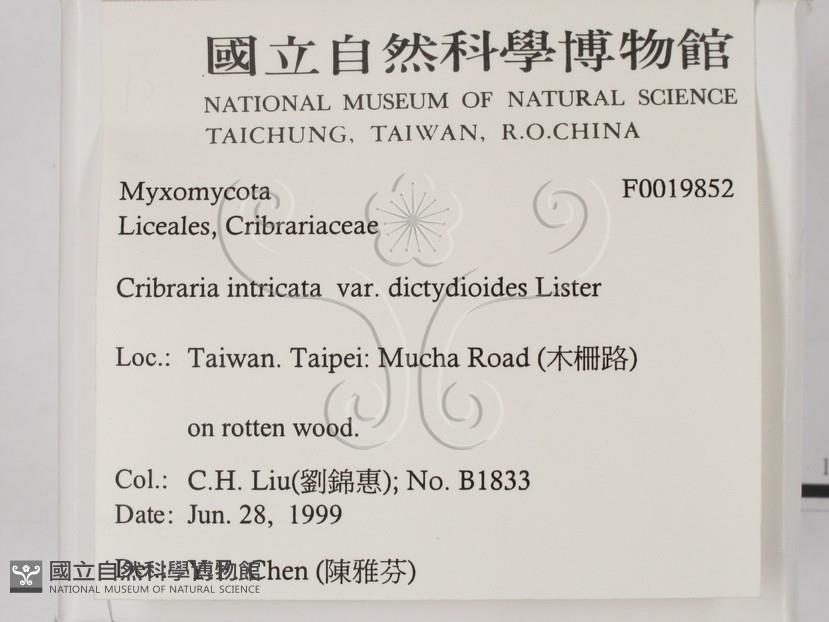 國立自然科學博物館
NATIONAL MUSEUM OF NATURAL SCIENCE
TAICHUNG, TAIWAN, R.O.CHINA
Myxomycota F0019852
Liceales, Cribrariaceae
Cribraria intricata var. dictydioides Lister
Loc.: Taiwan. Taipei: Mucha Road (木柵路)
on rotten wood.
Col.: C.H. Liu(劉錦惠); No. B1833
Date: Jun. 28, 1999
Chen (陳雅芬)
國立自然科學博物館
NATIONAL MUSEUM OF NATURAL SCIENCE